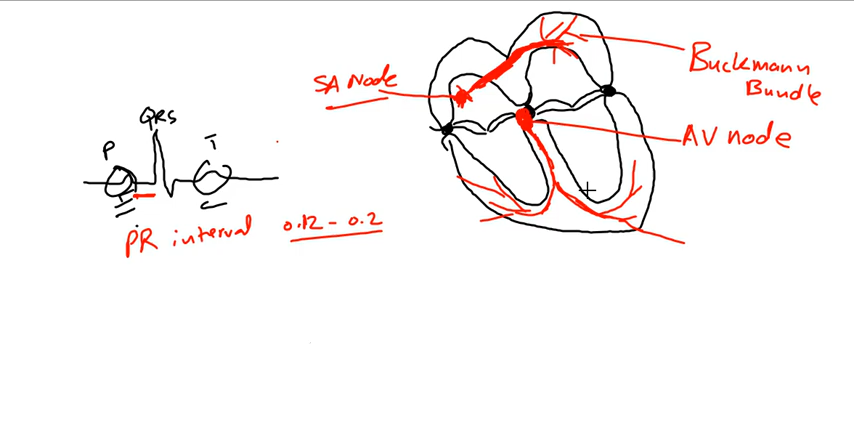 P
QRS
T
PR interval 0.12 - 0.2
SA Node
Buckmann
Bundle
AV node